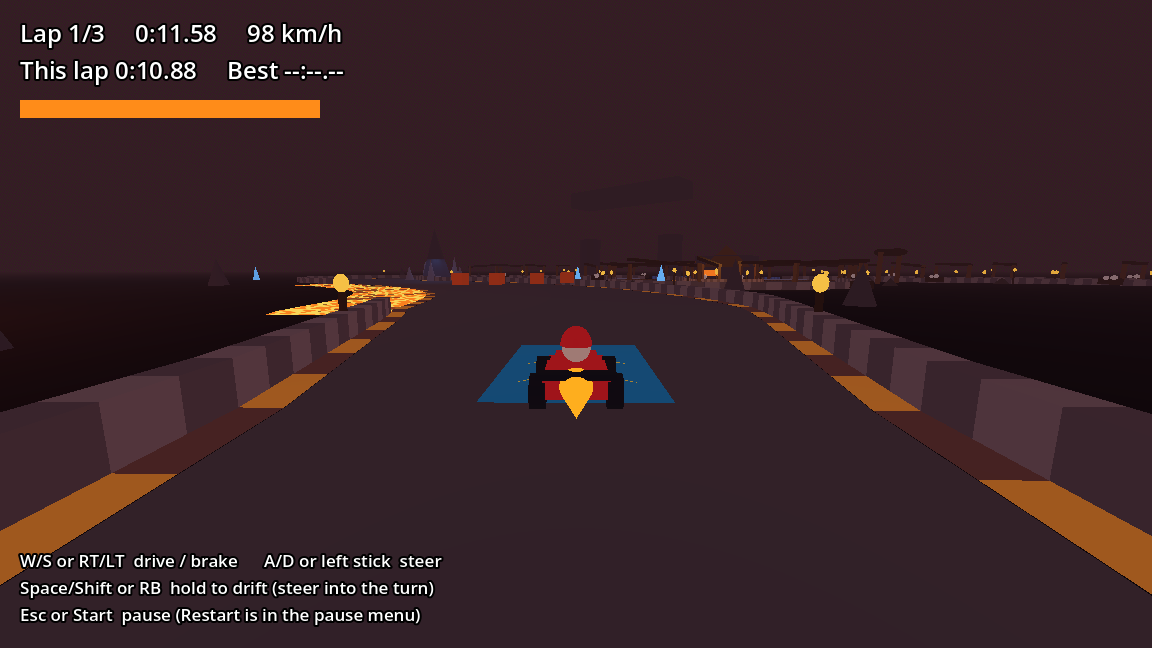 Lap 1/3 0:11.58 98 km/h
This lap 0:10.88 Best --:--.--
W/S or RT/LT drive / brake A/D or left stick steer
Space/Shift or RB hold to drift (steer into the turn)
Esc or Start pause (Restart is in the pause menu)